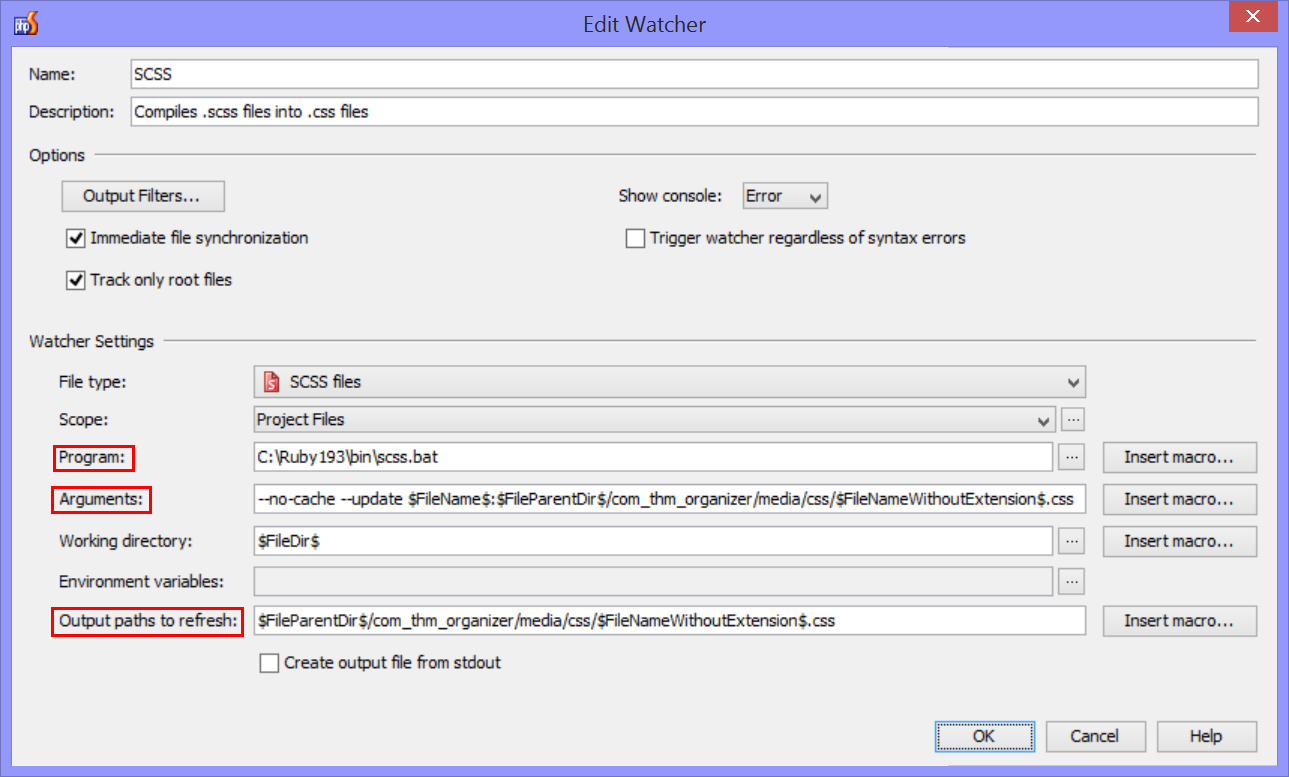 php
Edit Watcher
Name: SCSS
Description: Compiles .scss files into .css files
Options
Output Filters... Show console: Error
Immediate file synchronization Trigger watcher regardless of syntax errors
Track only root files
Watcher Settings
File type: S SCSS files
Scope: Project Files ...
Program: C:\Ruby193\bin\scss.bat ... Insert macro...
Arguments: --no-cache --update $FileName$:$FileParentDir$/com_thm_organizer/media/css/$FileNameWithoutExtension$.css Insert macro...
Working directory: $FileDir$ ... Insert macro...
Environment variables: ...
Output paths to refresh: $FileParentDir$/com_thm_organizer/media/css/$FileNameWithoutExtension$.css Insert macro...
Create output file from stdout
OK Cancel Help